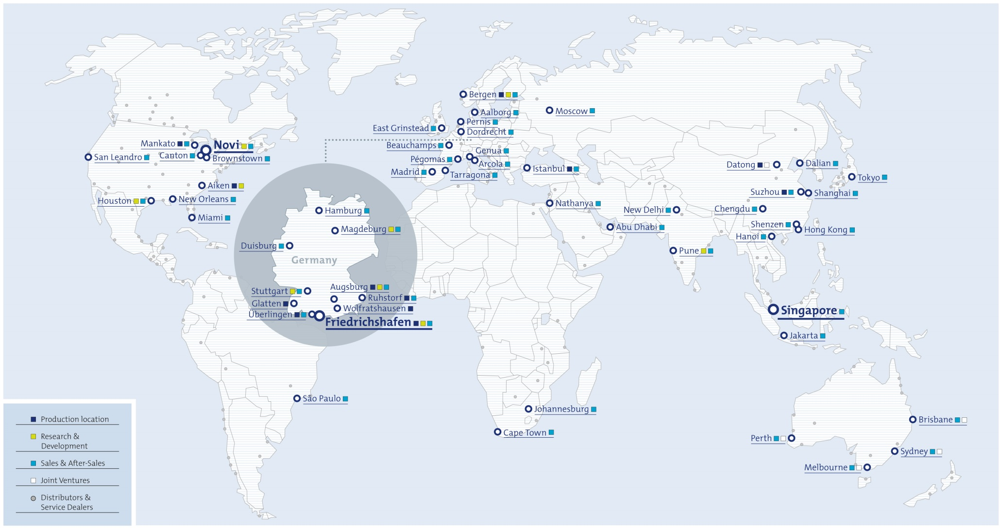 Bergen
Aalborg
Moscow
Pernis
East Grinstead
Dordrecht
Mankato
Novi
Beauchamps
Genua
San Leandro
Canton
Brownstown
Pégomas
Arcola
Madrid
Tarragona
Istanbul
Datong
Dalian
Tokyo
Aiken
Houston
New Orleans
Miami
Suzhou
Shanghai
Nathanya
New Delhi
Chengdu
Abu Dhabi
Shenzen
Hong Kong
Hanoi
Pune
Hamburg
Magdeburg
Duisburg
Germany
Augsburg
Stuttgart
Ruhstorf
Glatten
Wolfratshausen
Überlingen
Friedrichshafen
Singapore
Jakarta
São Paulo
Johannesburg
Cape Town
Brisbane
Perth
Sydney
Melbourne
Production location
Research &
Development
Sales & After-Sales
Joint Ventures
Distributors &
Service Dealers